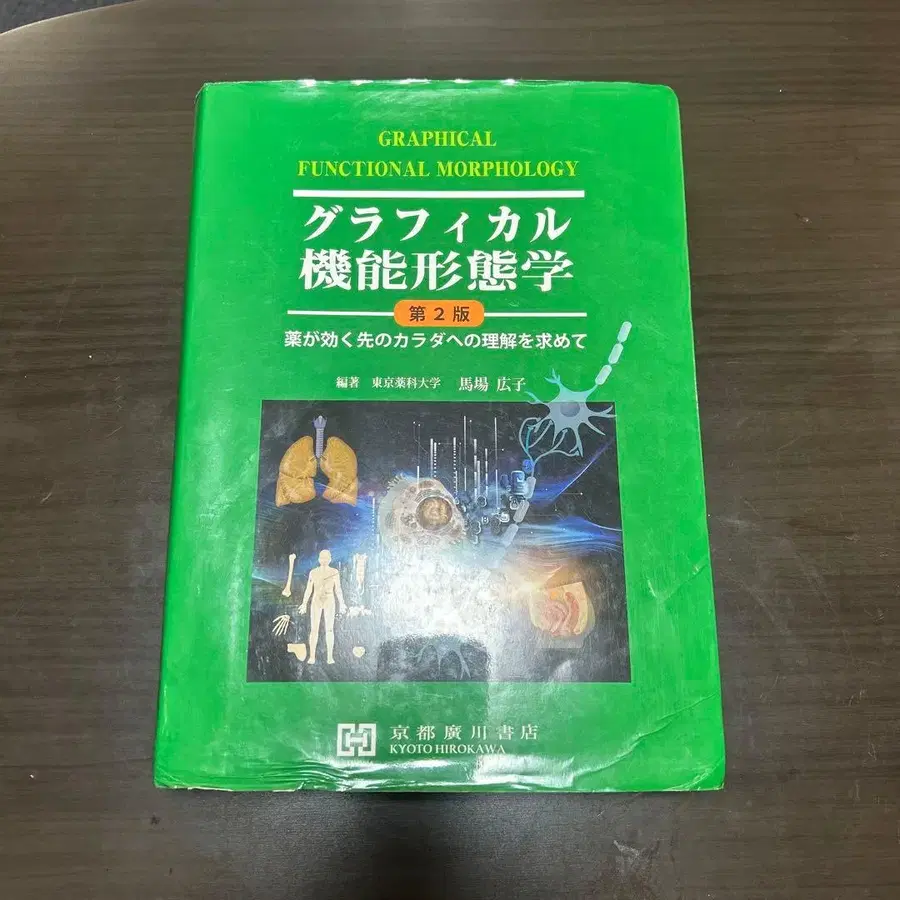 GRAPHICAL
FUNCTIONAL MORPHOLOGY
グラフィカル
機能形態学
第2版
薬が効く先のカラダへの理解を求めて
編著 東京薬科大学 馬場 広子
京都廣川書店
KYOTO HIROKAWA